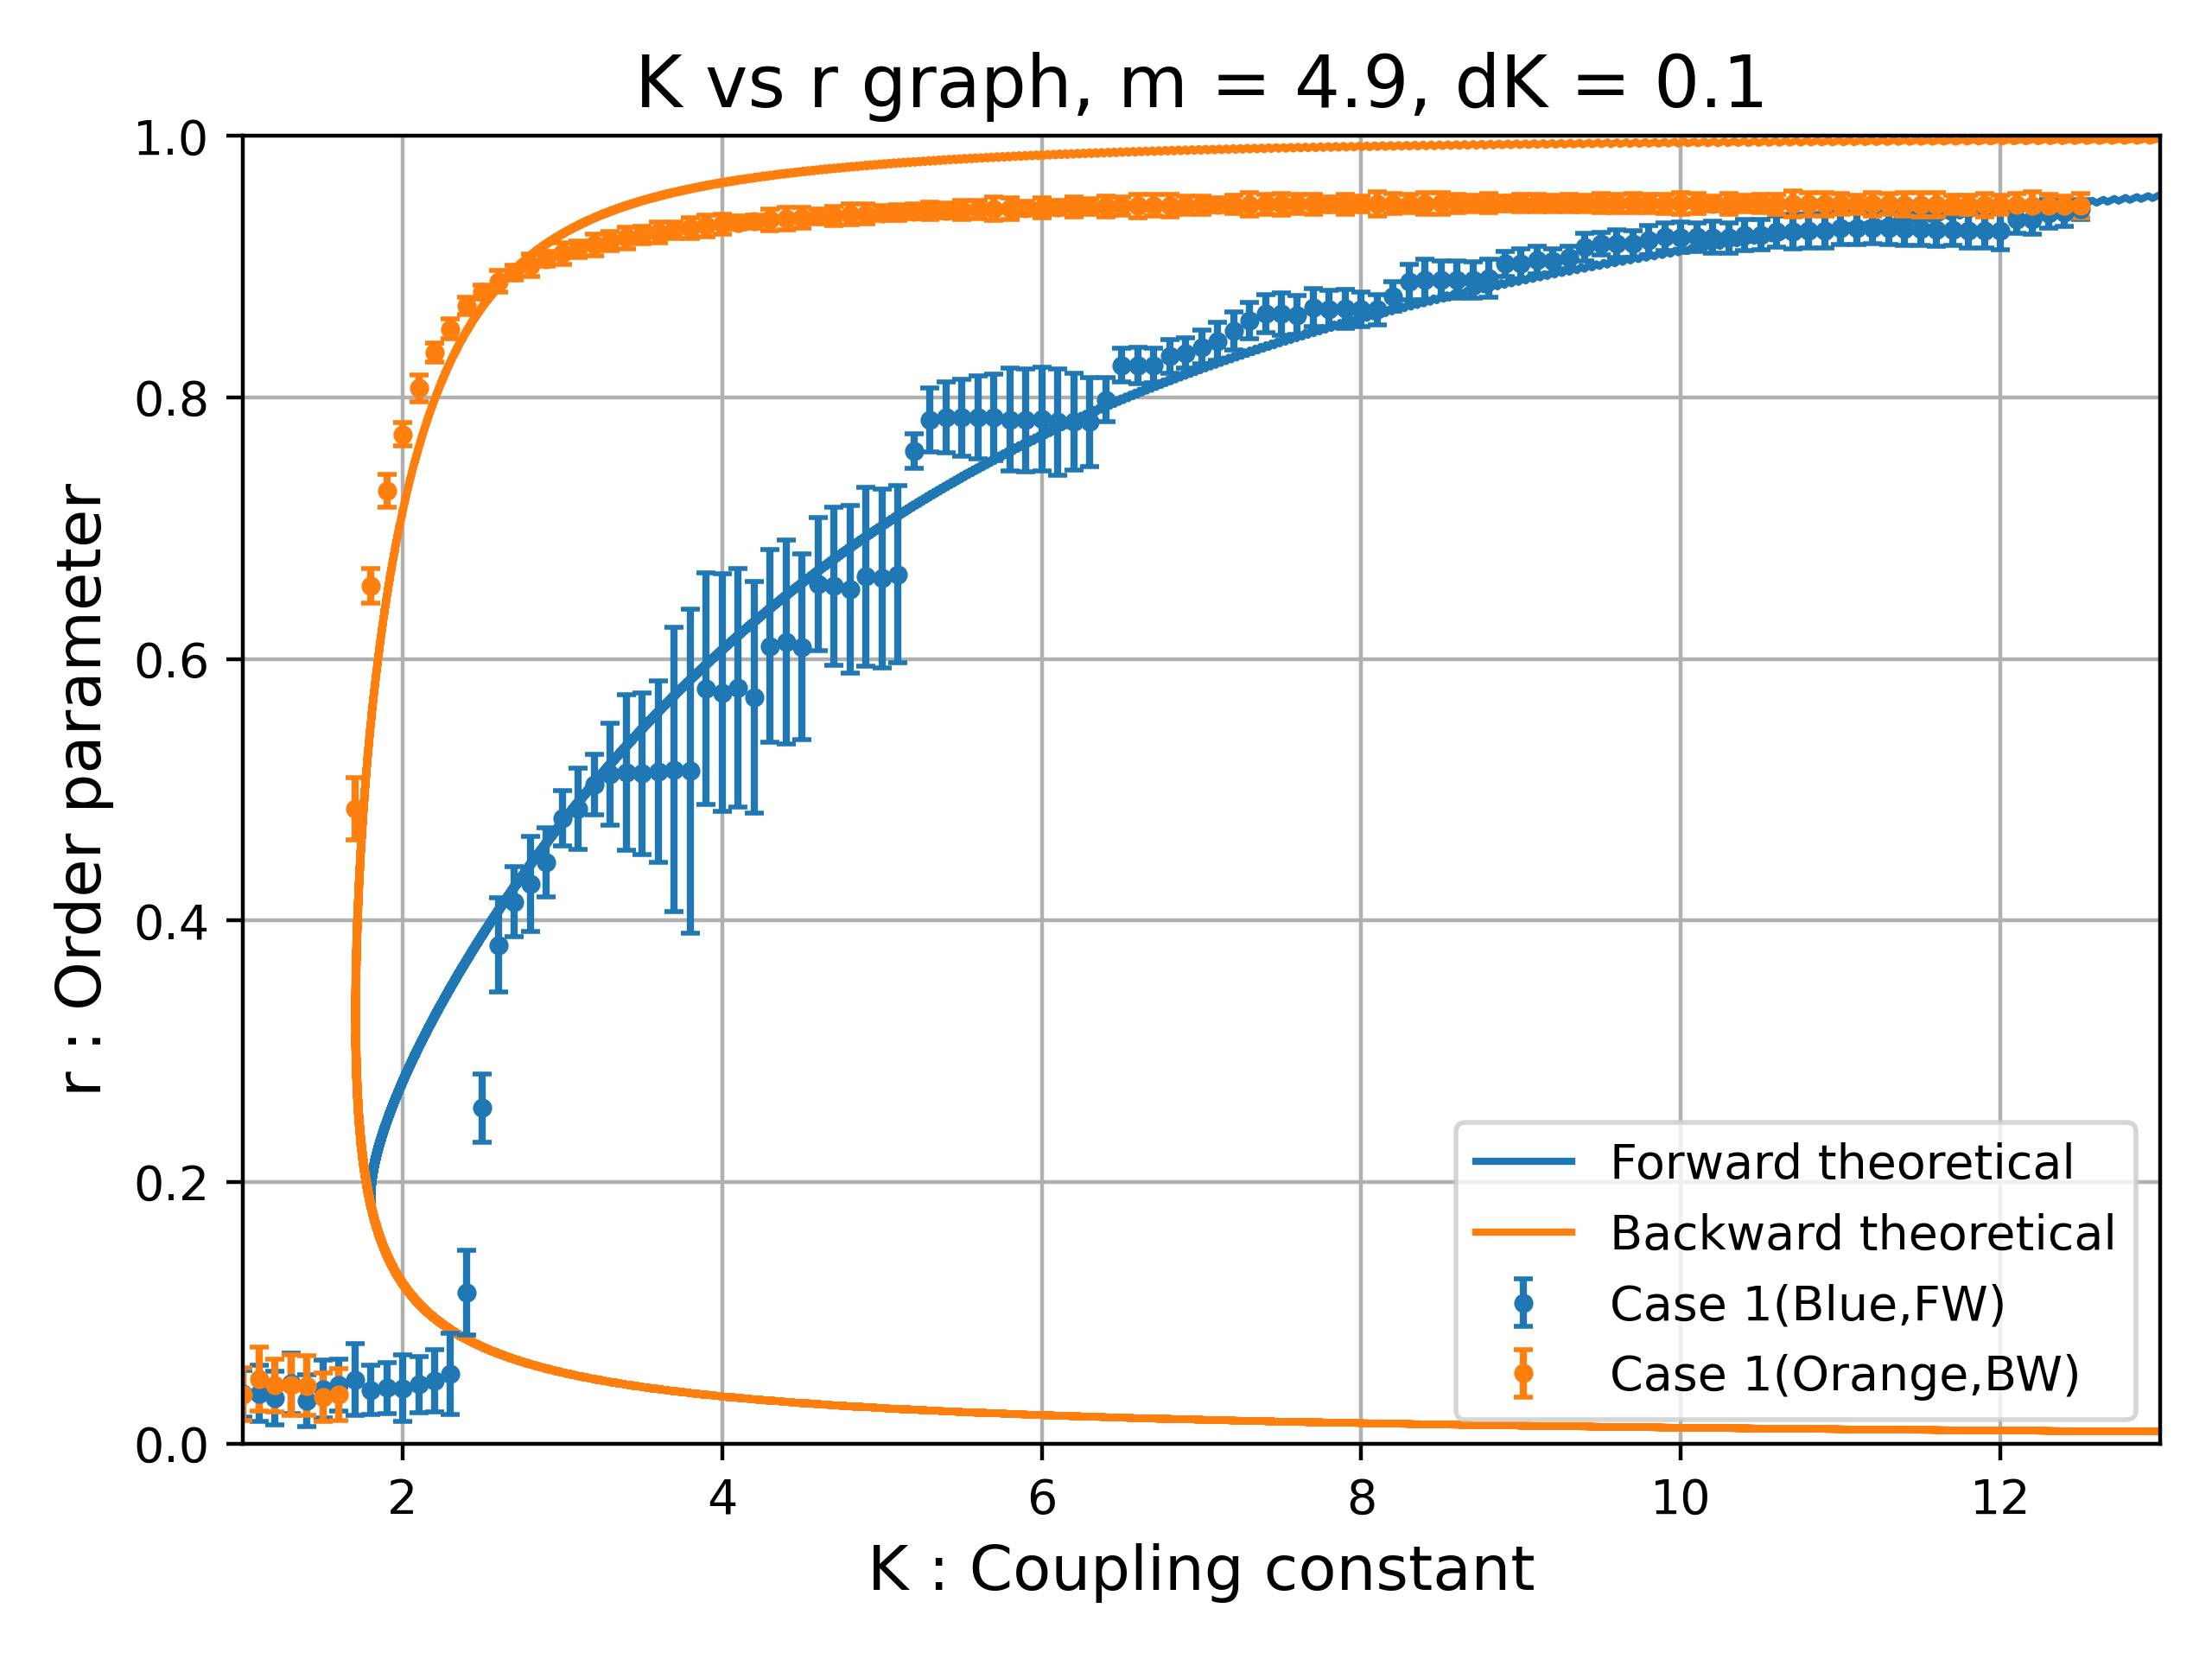 K vs r graph, m = 4.9, dK = 0.1
1.0
0.8
0.6
0.4
0.2
0.0
r : Order parameter
2 4 6 8 10 12
K : Coupling constant
Forward theoretical
Backward theoretical
Case 1(Blue,FW)
Case 1(Orange,BW)